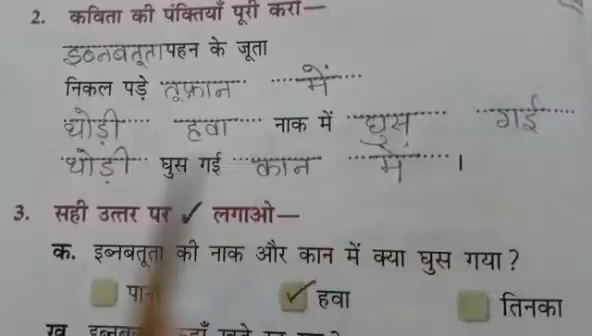 2. कविता की पंक्तियाँ पूरी करो—
इब्नबतूता पहन के जूता
निकल पड़े तूफ़ान में
थोड़ी हवा नाक में घुस गई
थोड़ी घुस गई कान में ।
3. सही उत्तर पर ✓ लगाओ—
क. इब्नबतूता की नाक और कान में क्या घुस गया ?
✓ हवा तिनका